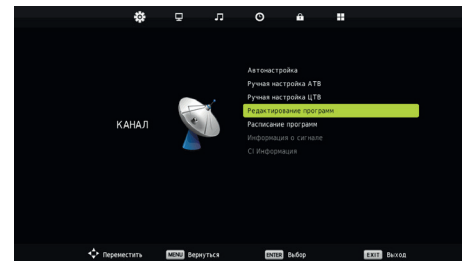 Автонастройка
Ручная настройка АТВ
Ручная настройка ЦТВ
Редактирование программ
КАНАЛ
Расписание программ
Информация о сигнале
CI Информация
Переместить MENU Вернуться ENTER Выбор EXIT Выход